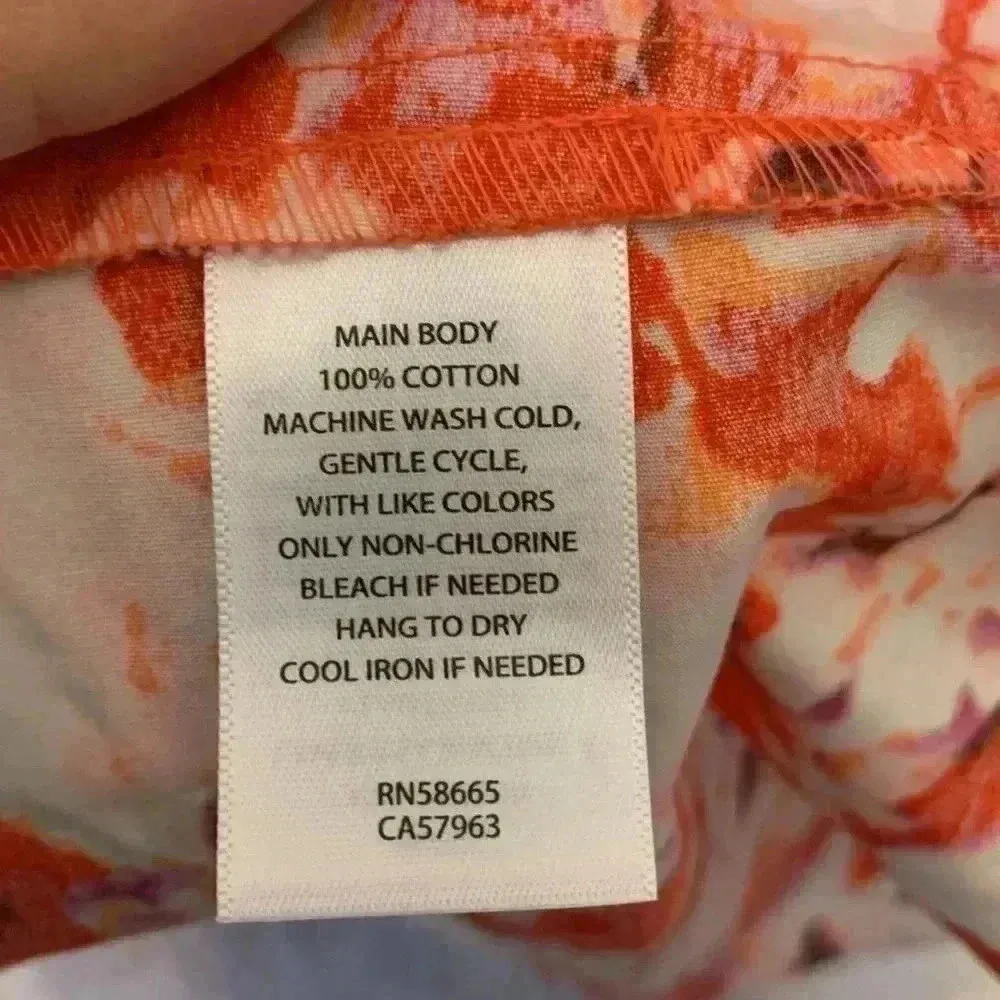 MAIN BODY
100% COTTON
MACHINE WASH COLD,
GENTLE CYCLE,
WITH LIKE COLORS
ONLY NON-CHLORINE
BLEACH IF NEEDED
HANG TO DRY
COOL IRON IF NEEDED
RN58665
CA57963